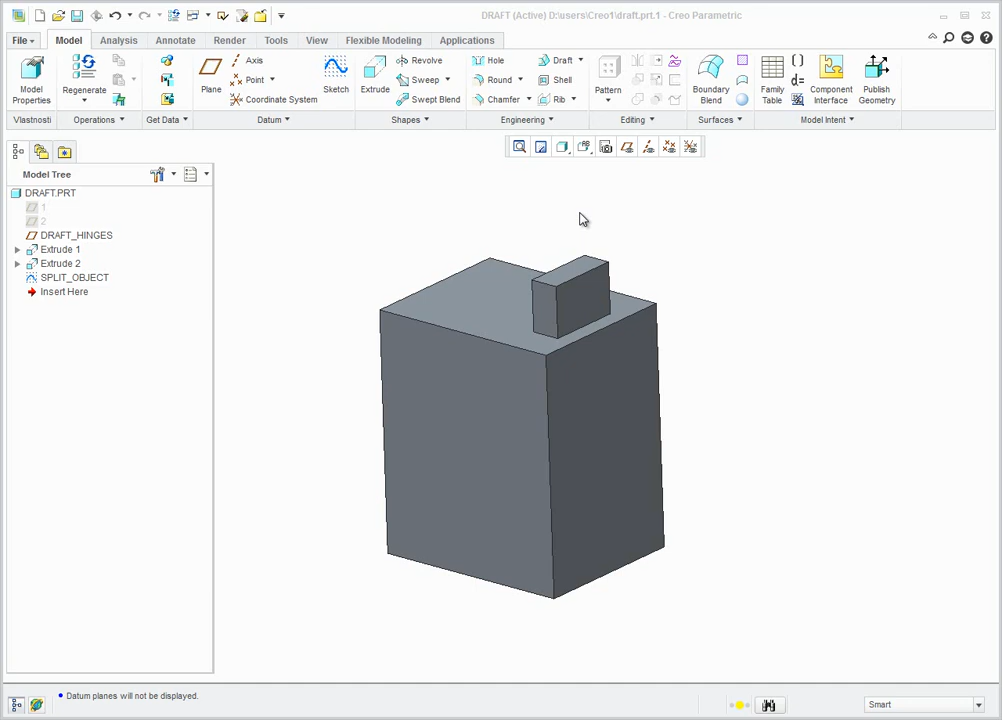 DRAFT (Active) D:\users\Creo1\draft.prt.1 - Creo Parametric
File Model Analysis Annotate Render Tools View Flexible Modeling Applications
Model Properties
Regenerate
Plane
Axis
Point
Coordinate System
Sketch
Extrude
Revolve
Sweep
Swept Blend
Hole
Round
Chamfer
Draft
Shell
Rib
Pattern
Boundary Blend
Family Table
d=
Component Interface
Publish Geometry
Vlastnosti Operations Get Data Datum Shapes Engineering Editing Surfaces Model Intent
Model Tree
DRAFT.PRT
1
2
DRAFT_HINGES
Extrude 1
Extrude 2
SPLIT_OBJECT
Insert Here
Datum planes will not be displayed.
Smart